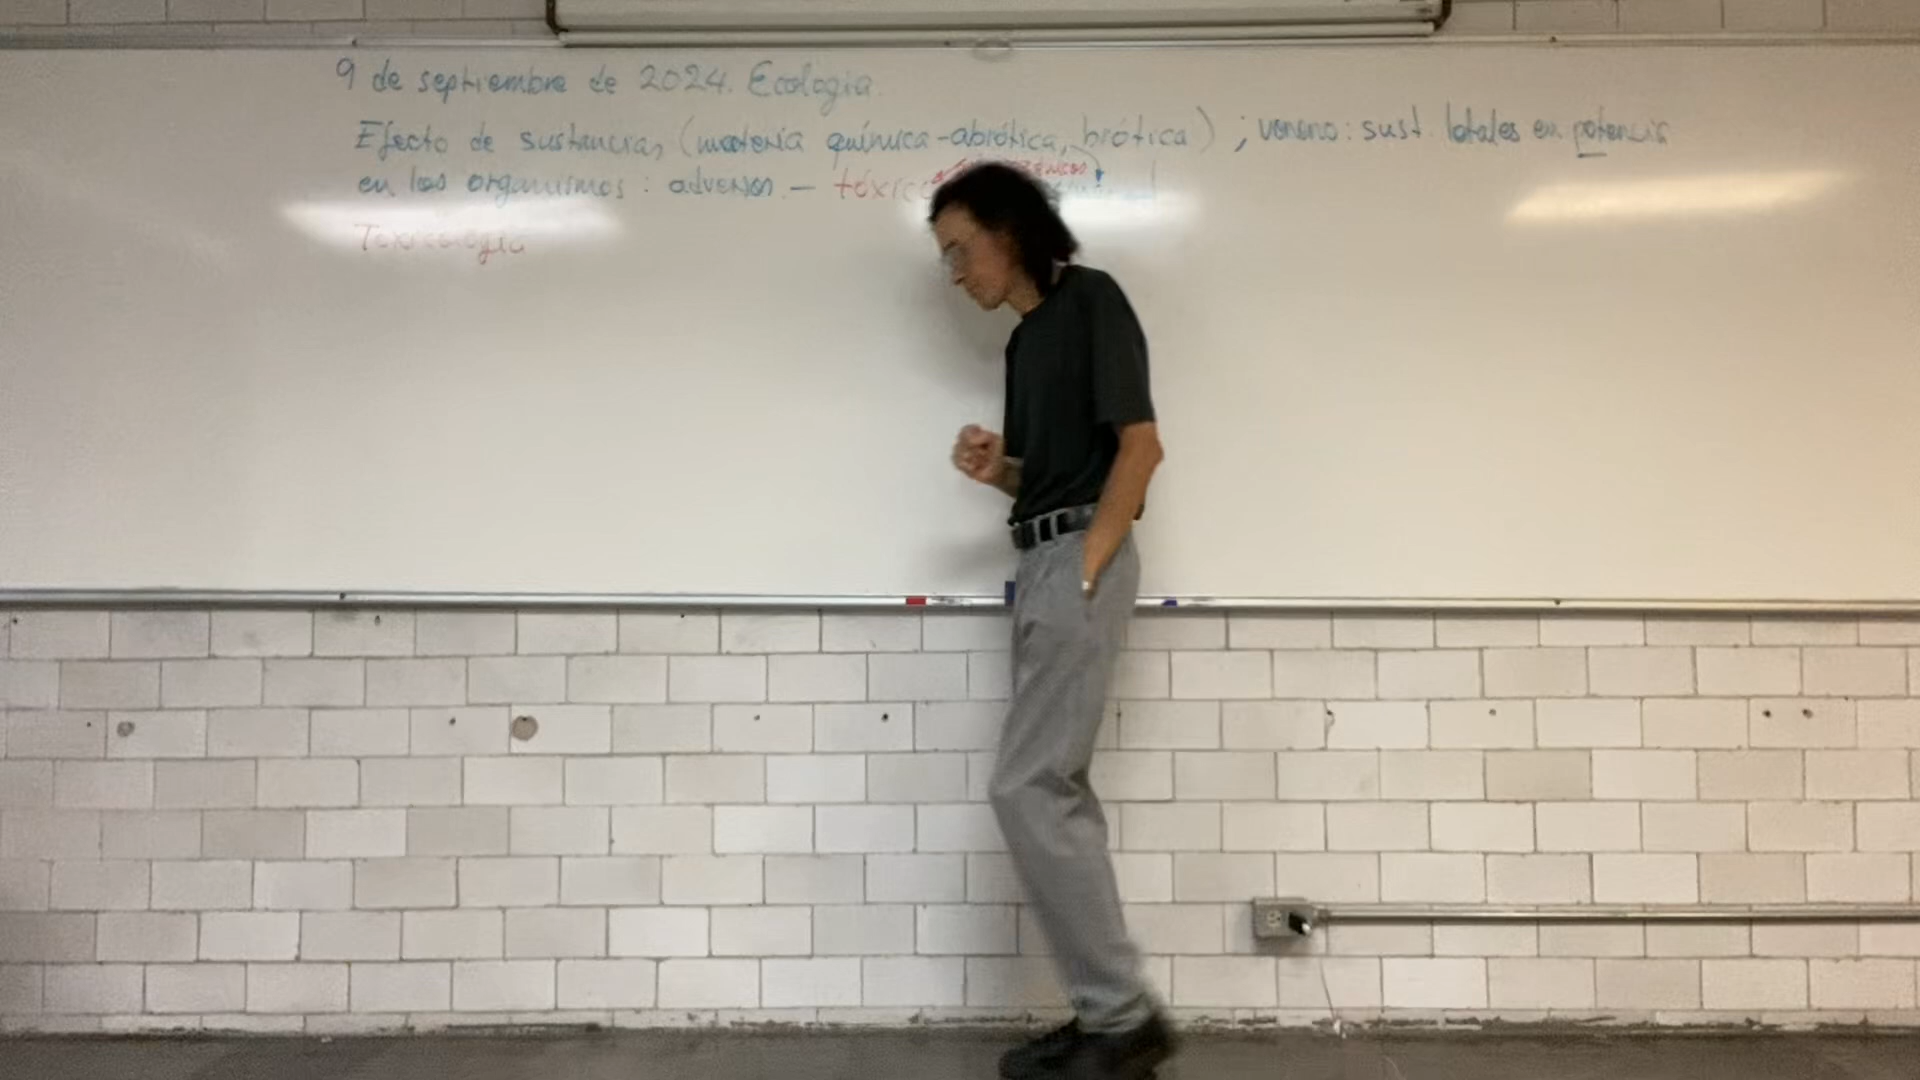 9 de septiembre de 2024. Ecología.
Efecto de sustancias (materia química-abiótica, biótica) ; veneno: sust. letales en potencia
en los organismos : adversos. — tóxic
Toxicología